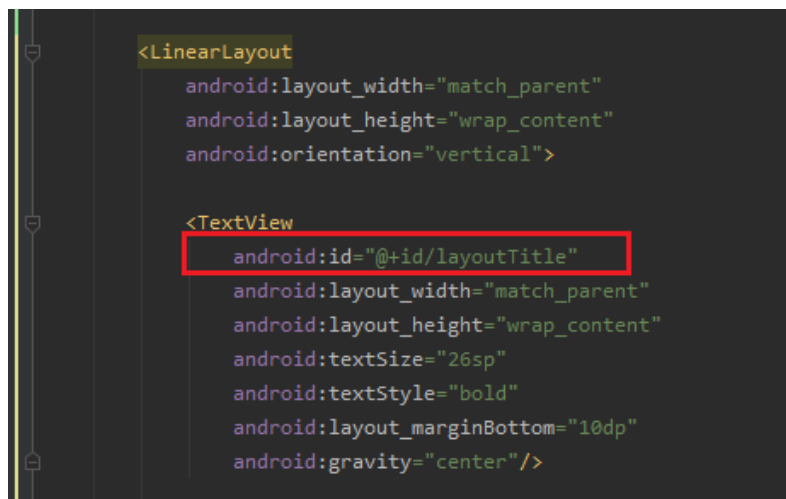 <LinearLayout
android:layout_width="match_parent"
android:layout_height="wrap_content"
android:orientation="vertical">
<TextView
android:id="@+id/layoutTitle"
android:layout_width="match_parent"
android:layout_height="wrap_content"
android:textSize="26sp"
android:textStyle="bold"
android:layout_marginBottom="10dp"
android:gravity="center"/>